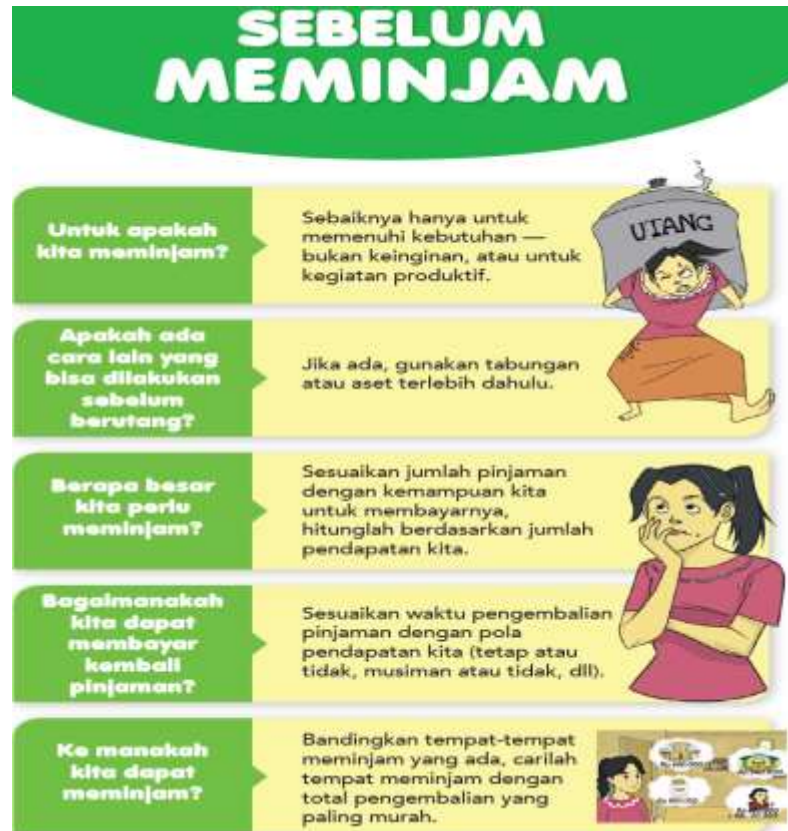 SEBELUM
MEMINJAM
Untuk apakah
kita meminjam?
Sebaiknya hanya untuk
memenuhi kebutuhan —
bukan keinginan, atau untuk
kegiatan produktif.
UTANG
Apakah ada
cara lain yang
bisa dilakukan
sebelum
berutang?
Jika ada, gunakan tabungan
atau aset terlebih dahulu.
Berapa besar
kita perlu
meminjam?
Sesuaikan jumlah pinjaman
dengan kemampuan kita
untuk membayarnya,
hitunglah berdasarkan jumlah
pendapatan kita.
Bagaimanakah
kita dapat
membayar
kembali
pinjaman?
Sesuaikan waktu pengembalian
pinjaman dengan pola
pendapatan kita (tetap atau
tidak, musiman atau tidak, dll).
Ke manakah
kita dapat
meminjam?
Bandingkan tempat-tempat
meminjam yang ada, carilah
tempat meminjam dengan
total pengembalian yang
paling murah.